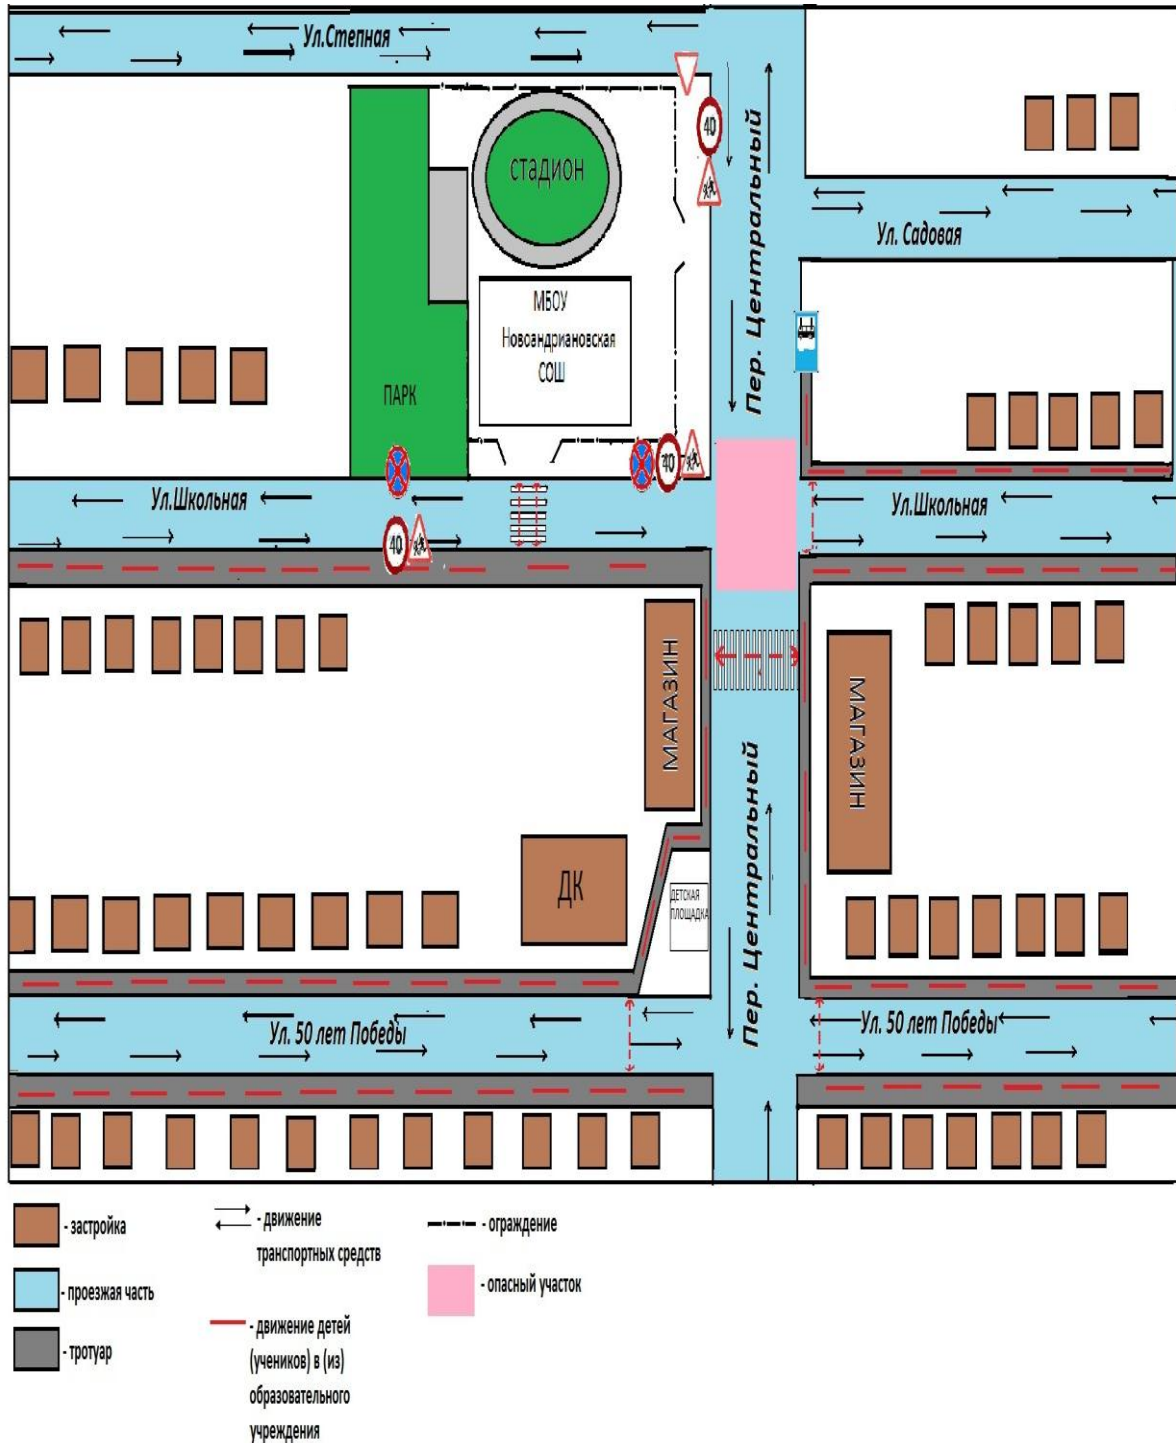 Ул.Степная
40
Пер. Центральный
стадион
Ул. Садовая
МБОУ
Новоандриановская
СОШ
ПАРК
40
Ул.Школьная
Ул.Школьная
40
МАГАЗИН
МАГАЗИН
Пер. Центральный
ДК
ДЕТСКАЯ
ПЛОЩАДКА
Ул. 50 лет Победы
Ул. 50 лет Победы
- застройка
- проезжая часть
- тротуар
- движение
транспортных средств
- движение детей
(учеников) в (из)
образовательного
учреждения
- ограждение
- опасный участок